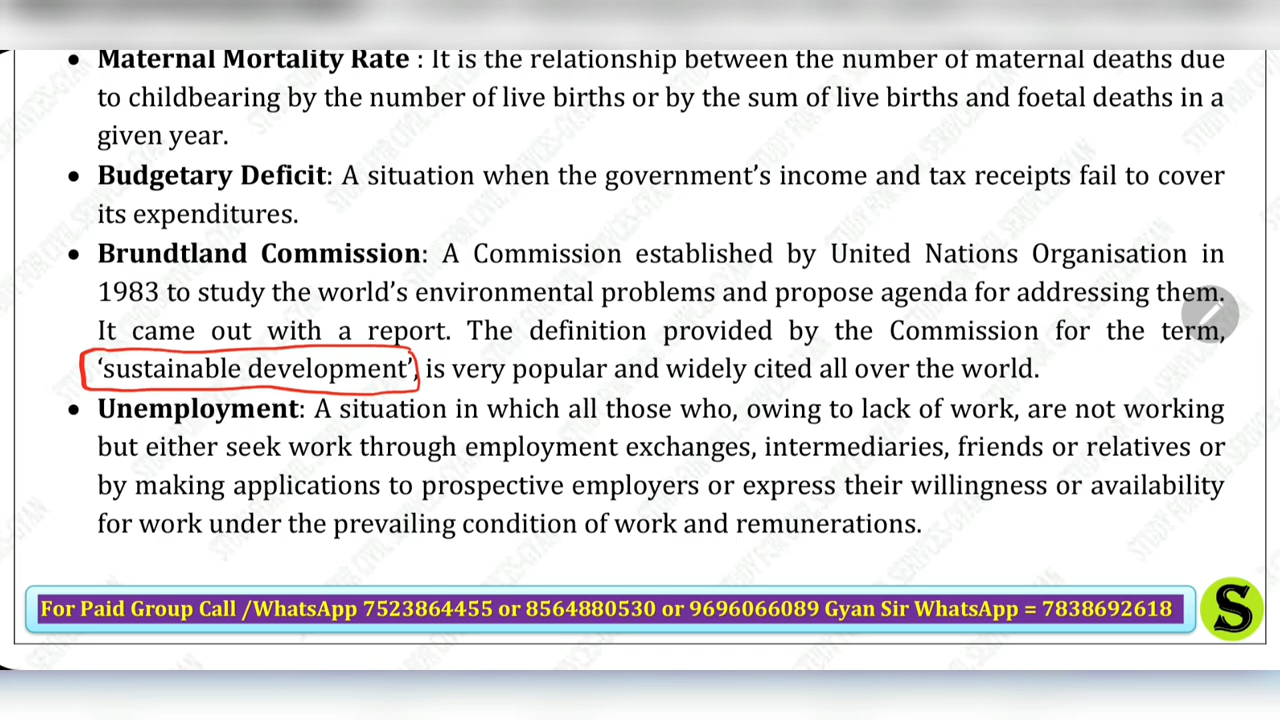 • Maternal Mortality Rate : It is the relationship between the number of maternal deaths due
to childbearing by the number of live births or by the sum of live births and foetal deaths in a
given year.
• Budgetary Deficit: A situation when the government's income and tax receipts fail to cover
its expenditures.
• Brundtland Commission: A Commission established by United Nations Organisation in
1983 to study the world's environmental problems and propose agenda for addressing them.
It came out with a report. The definition provided by the Commission for the term,
‘sustainable development’, is very popular and widely cited all over the world.
• Unemployment: A situation in which all those who, owing to lack of work, are not working
but either seek work through employment exchanges, intermediaries, friends or relatives or
by making applications to prospective employers or express their willingness or availability
for work under the prevailing condition of work and remunerations.
For Paid Group Call /WhatsApp 7523864455 or 8564880530 or 9696066089 Gyan Sir WhatsApp = 7838692618
S